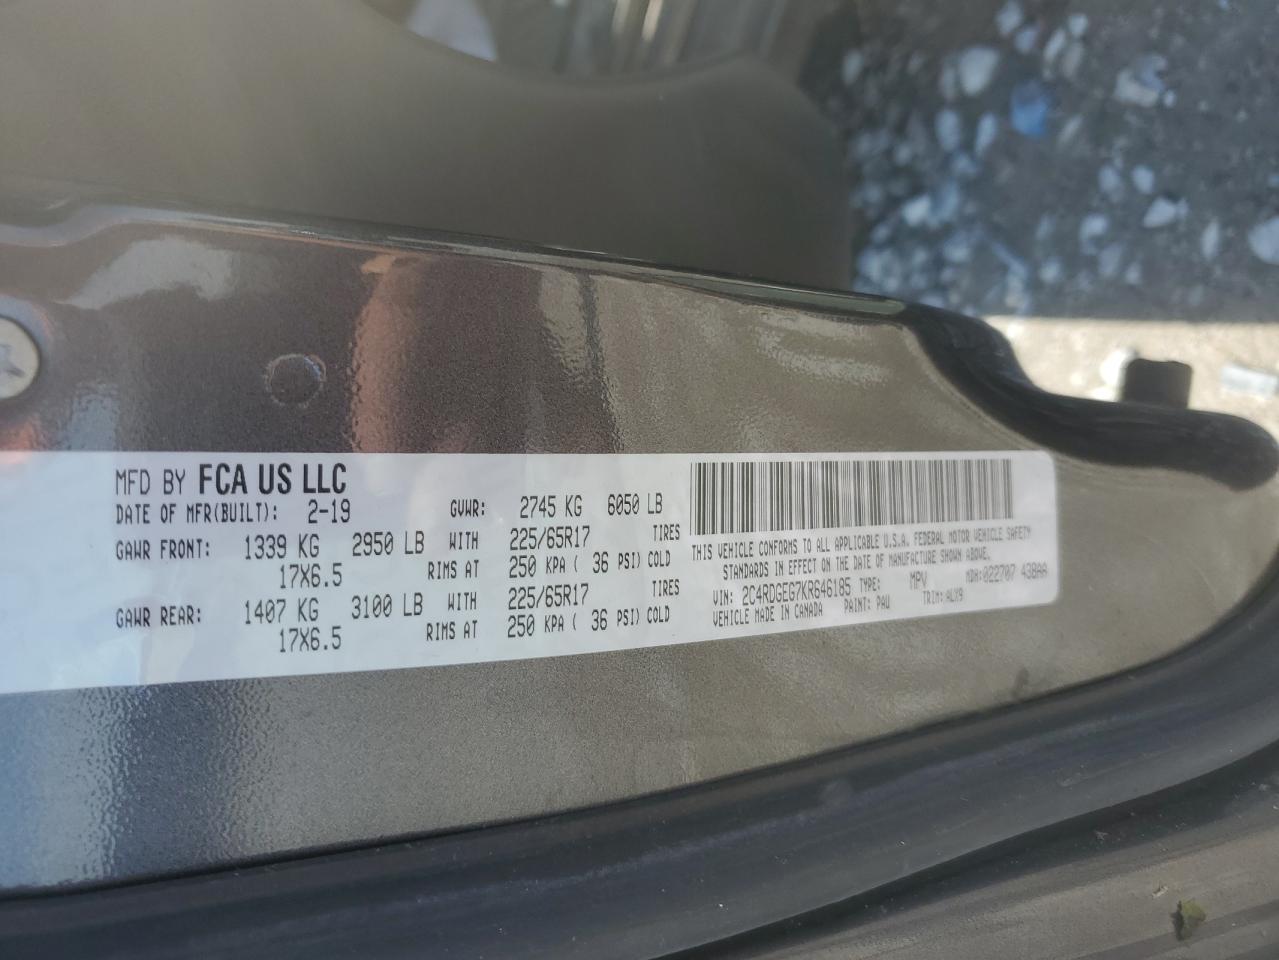 MFD BY FCA US LLC
DATE OF MFR(BUILT): 2-19 GVWR: 2745 KG 6050 LB
GAWR FRONT: 1339 KG 2950 LB WITH 225/65R17 TIRES
17X6.5 RIMS AT 250 KPA ( 36 PSI) COLD
GAWR REAR: 1407 KG 3100 LB WITH 225/65R17 TIRES
17X6.5 RIMS AT 250 KPA ( 36 PSI) COLD
THIS VEHICLE CONFORMS TO ALL APPLICABLE U.S.A. FEDERAL MOTOR VEHICLE SAFETY
STANDARDS IN EFFECT ON THE DATE OF MANUFACTURE SHOWN ABOVE.
VIN: 2C4RDGEG7KR646185 TYPE: MPV MDH:022707 438AA
VEHICLE MADE IN CANADA PAINT: PAU TRIM: ALX9